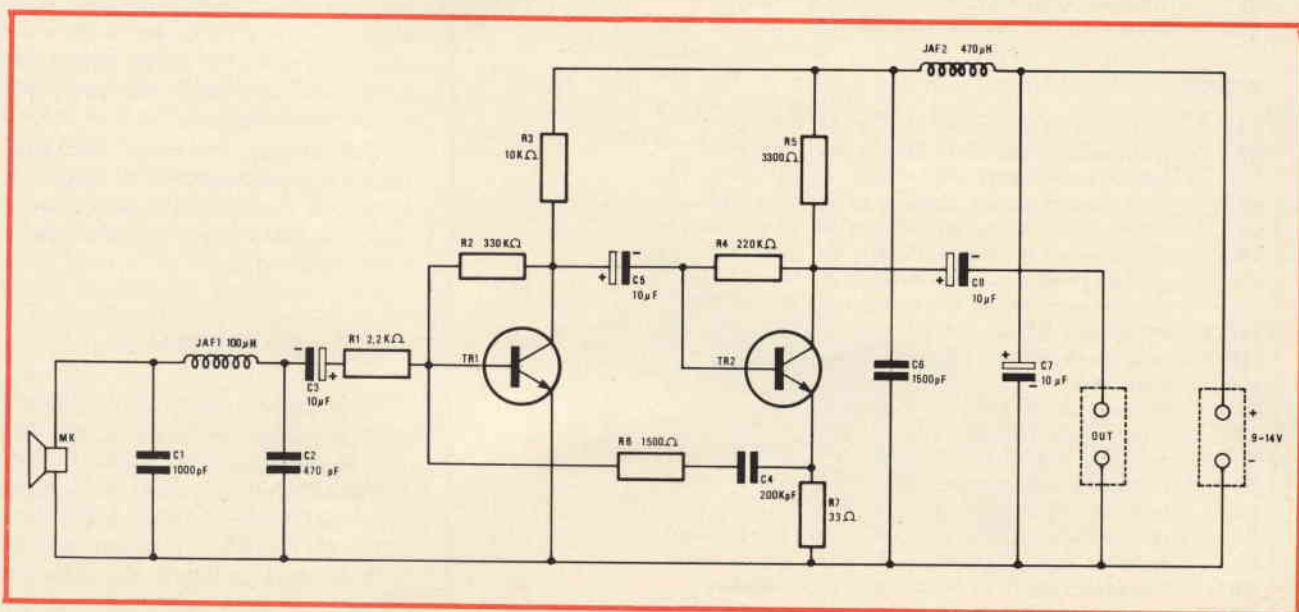 JAF2 470µH
R3
10KΩ
R5
3300Ω
R2 330KΩ
C5
10µF
R4 220KΩ
C8
10µF
JAF1 100µH
R1 2,2KΩ
C3
10µF
TR1
TR2
C6
1500pF
C7
10µF
MK
C1
1000pF
C2
470 pF
R6 1500Ω
C4
200KpF
R7
33Ω
OUT
9-14V
+
-